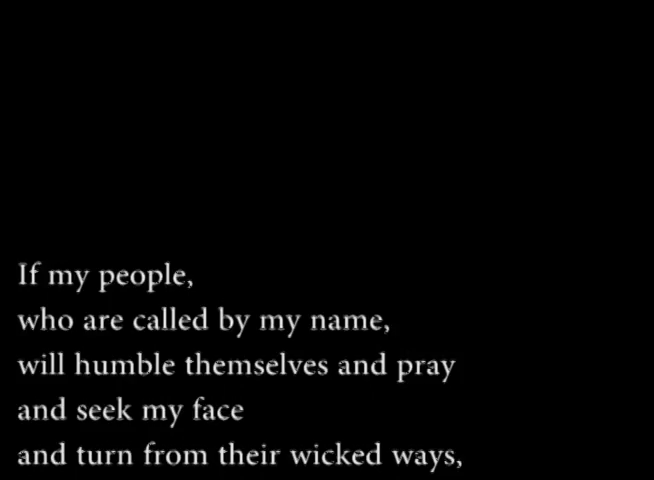 If my people,
who are called by my name,
will humble themselves and pray
and seek my face
and turn from their wicked ways,